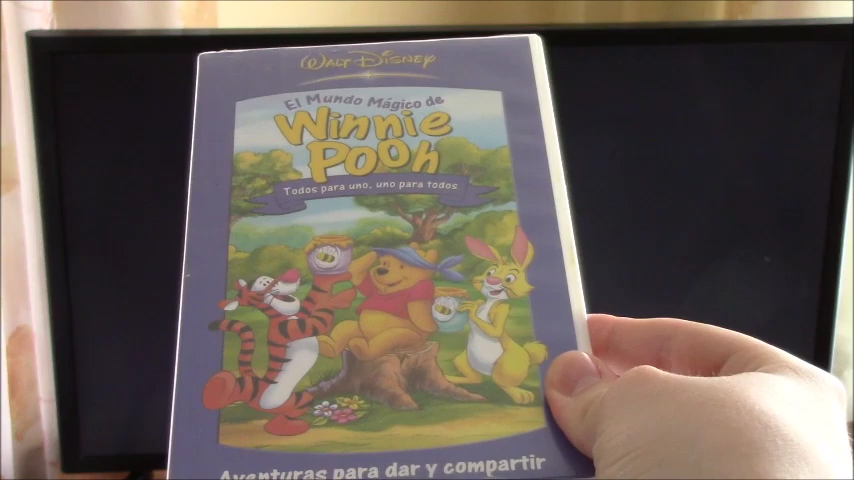 WALT DISNEY
El Mundo Mágico de
Winnie
Pooh
Todos para uno, uno para todos
Aventuras para dar y compartir